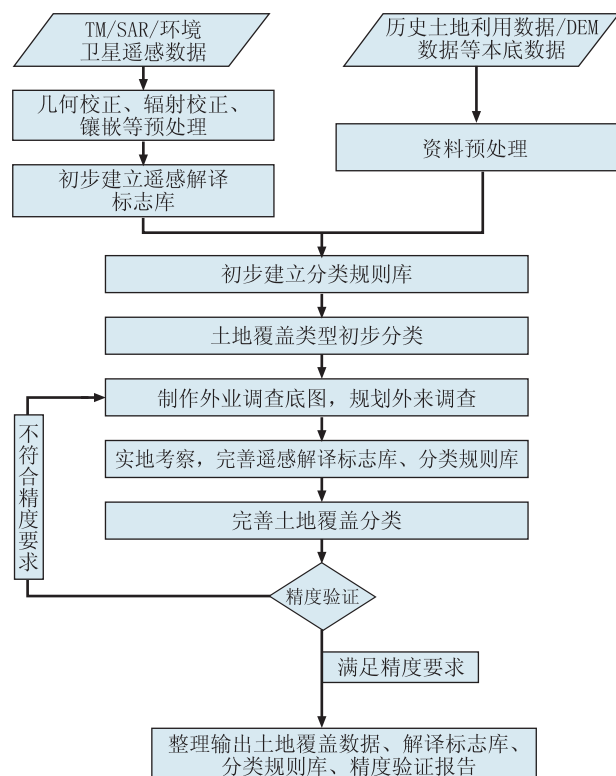 TM/SAR/环境
卫星遥感数据
历史土地利用数据/DEM
数据等本底数据
几何校正、辐射校正、
镶嵌等预处理
资料预处理
初步建立遥感解译
标志库
初步建立分类规则库
土地覆盖类型初步分类
制作外业调查底图，规划外来调查
不符合精度要求
实地考察，完善遥感解译标志库、分类规则库
完善土地覆盖分类
精度验证
满足精度要求
整理输出土地覆盖数据、解译标志库、
分类规则库、精度验证报告